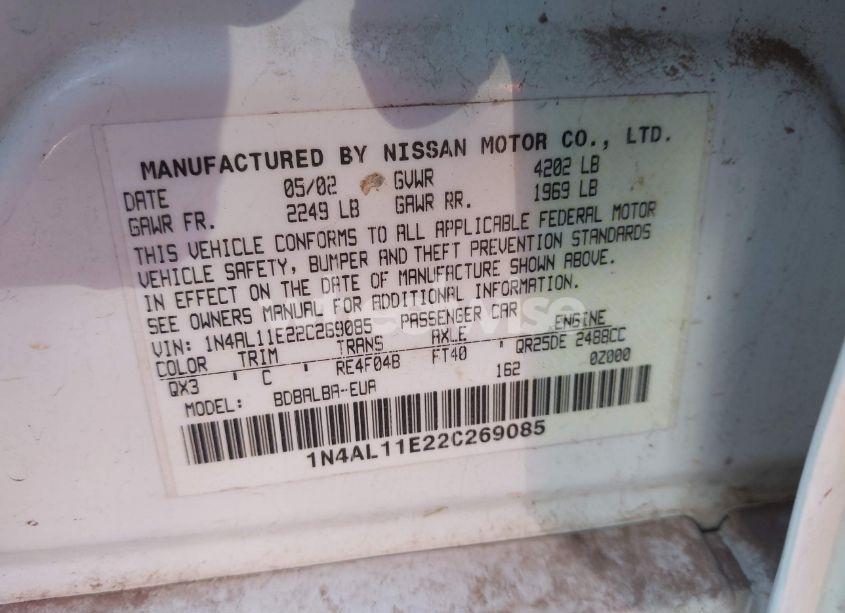 MANUFACTURED BY NISSAN MOTOR CO., LTD.
DATE 05/02 GVWR 4202 LB
GAWR FR. 2249 LB GAWR RR. 1969 LB
THIS VEHICLE CONFORMS TO ALL APPLICABLE FEDERAL MOTOR
VEHICLE SAFETY, BUMPER AND THEFT PREVENTION STANDARDS
IN EFFECT ON THE DATE OF MANUFACTURE SHOWN ABOVE.
SEE OWNERS MANUAL FOR ADDITIONAL INFORMATION.
VIN: 1N4AL11E22C269085 PASSENGER CAR
COLOR TRIM TRANS AXLE ENGINE
QX3 ' C ' RE4F04B FT40 QR25DE 2488CC
MODEL: BDBALBA-EUA 162 0Z000
1N4AL11E22C269085